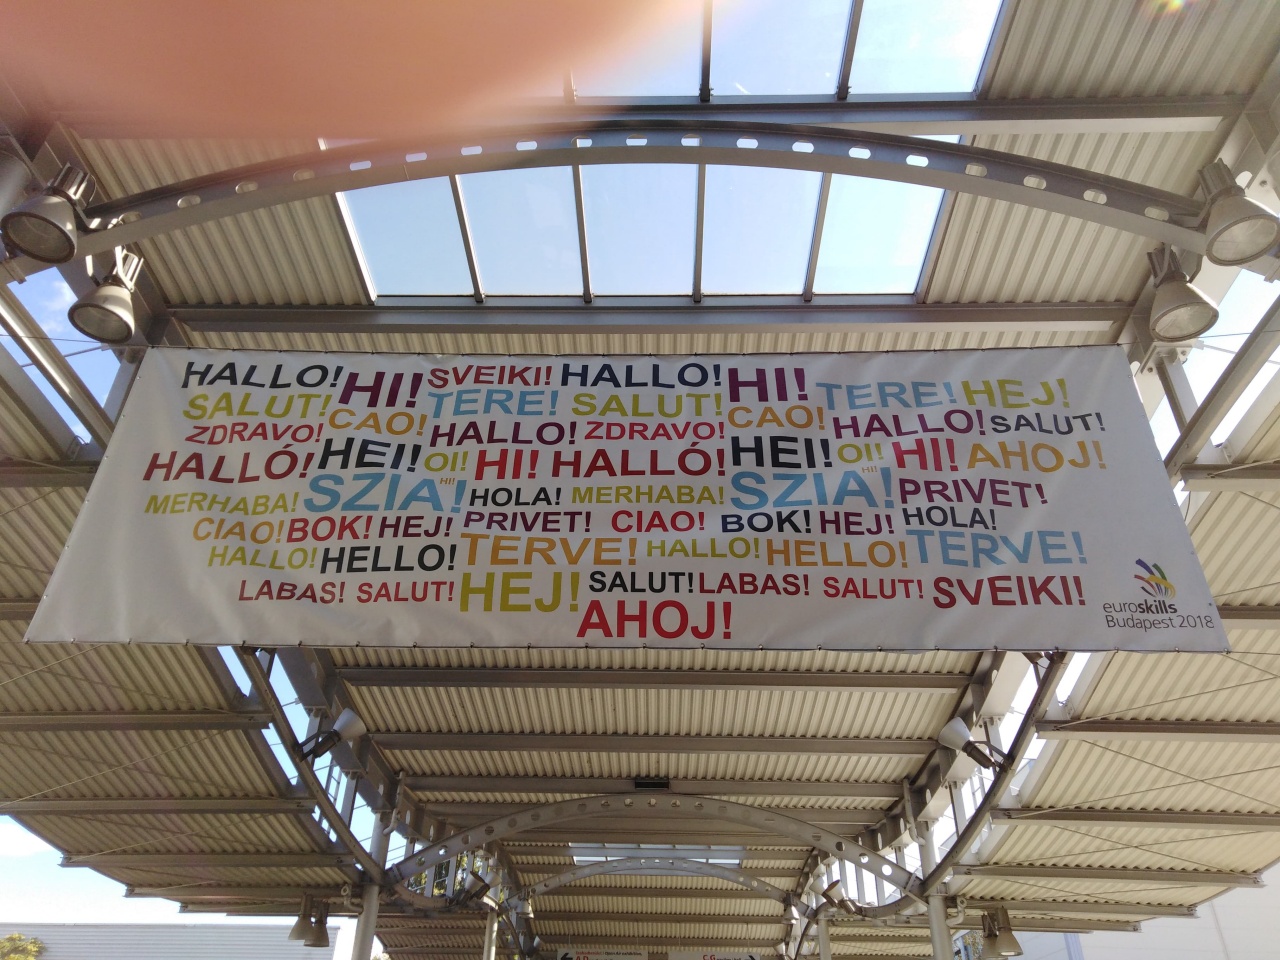 HALLO! HI! SVEIKI! HALLO! HI! TERE! HEJ!
SALUT! CAO! TERE! SALUT! CAO! HALLO! SALUT!
ZDRAVO! HALLO! ZDRAVO!
HALLÓ! HEI! OI! HI! HALLÓ! HEI! OI! HI! AHOJ!
MERHABA! SZIA! HI! HOLA! MERHABA! SZIA! HI! PRIVET!
CIAO! BOK! HEJ! PRIVET! CIAO! BOK! HEJ! HOLA!
HALLO! HELLO! TERVE! HALLO! HELLO! TERVE!
LABAS! SALUT! HEJ! SALUT! LABAS! SALUT! SVEIKI!
AHOJ!
euroskills
Budapest 2018